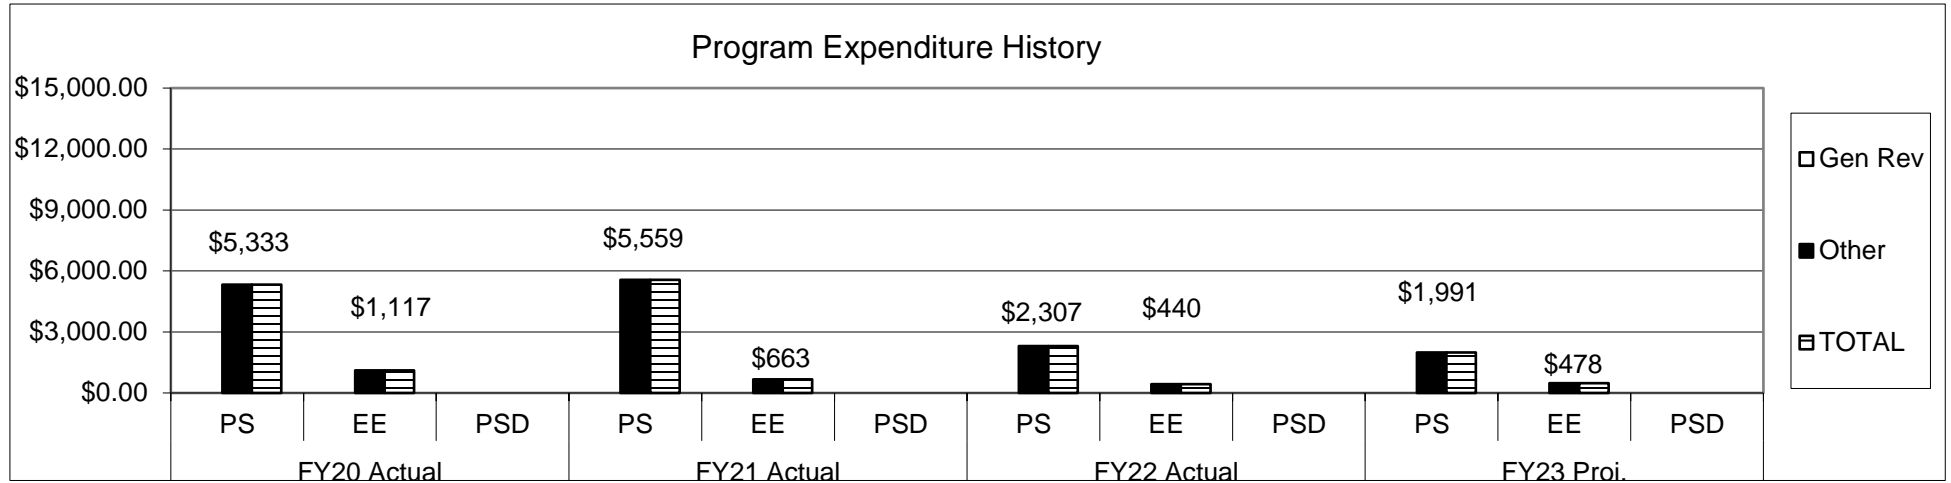 Program Expenditure History
$15,000.00
$12,000.00
$9,000.00
$6,000.00
$3,000.00
$0.00
$5,333
$1,117
$5,559
$663
$2,307
$440
$1,991
$478
PS EE PSD PS EE PSD PS EE PSD PS EE PSD
FY20 Actual FY21 Actual FY22 Actual FY23 Proj.
Gen Rev
Other
TOTAL